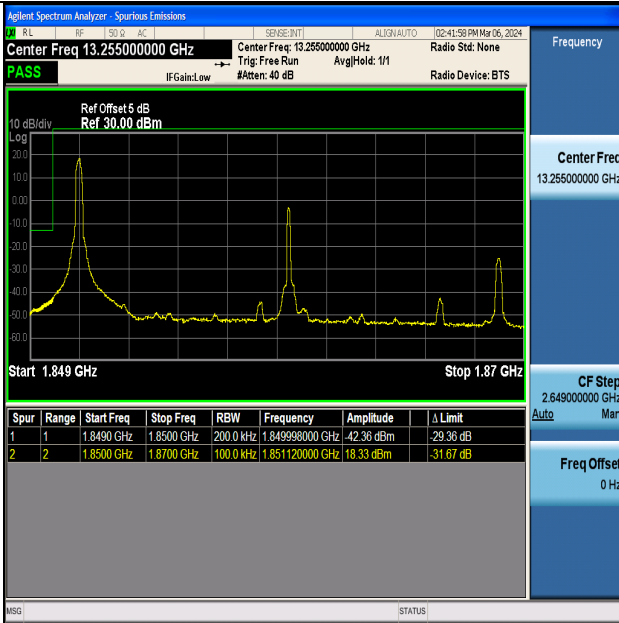 Agilent Spectrum Analyzer - Spurious Emissions
LXI RL RF 50 Ω AC SENSE:INT ALIGN AUTO 02:41:58 PM Mar 06, 2024
Center Freq 13.255000000 GHz Center Freq: 13.255000000 GHz Radio Std: None
Trig: Free Run Avg|Hold: 1/1
PASS IFGain:Low #Atten: 40 dB Radio Device: BTS
Frequency
Ref Offset 5 dB
10 dB/div Ref 30.00 dBm
Log
20.0
10.0
0.00
-10.0
-20.0
-30.0
-40.0
-50.0
-60.0
Start 1.849 GHz Stop 1.87 GHz
Center Freq
13.255000000 GHz
CF Step
2.649000000 GHz
Auto Man
Freq Offset
0 Hz
Spur Range Start Freq Stop Freq RBW Frequency Amplitude Δ Limit
1 1 1.8490 GHz 1.8500 GHz 200.0 kHz 1.849998000 GHz -42.36 dBm -29.36 dB
2 2 1.8500 GHz 1.8700 GHz 100.0 kHz 1.851120000 GHz 18.33 dBm -31.67 dB
MSG STATUS